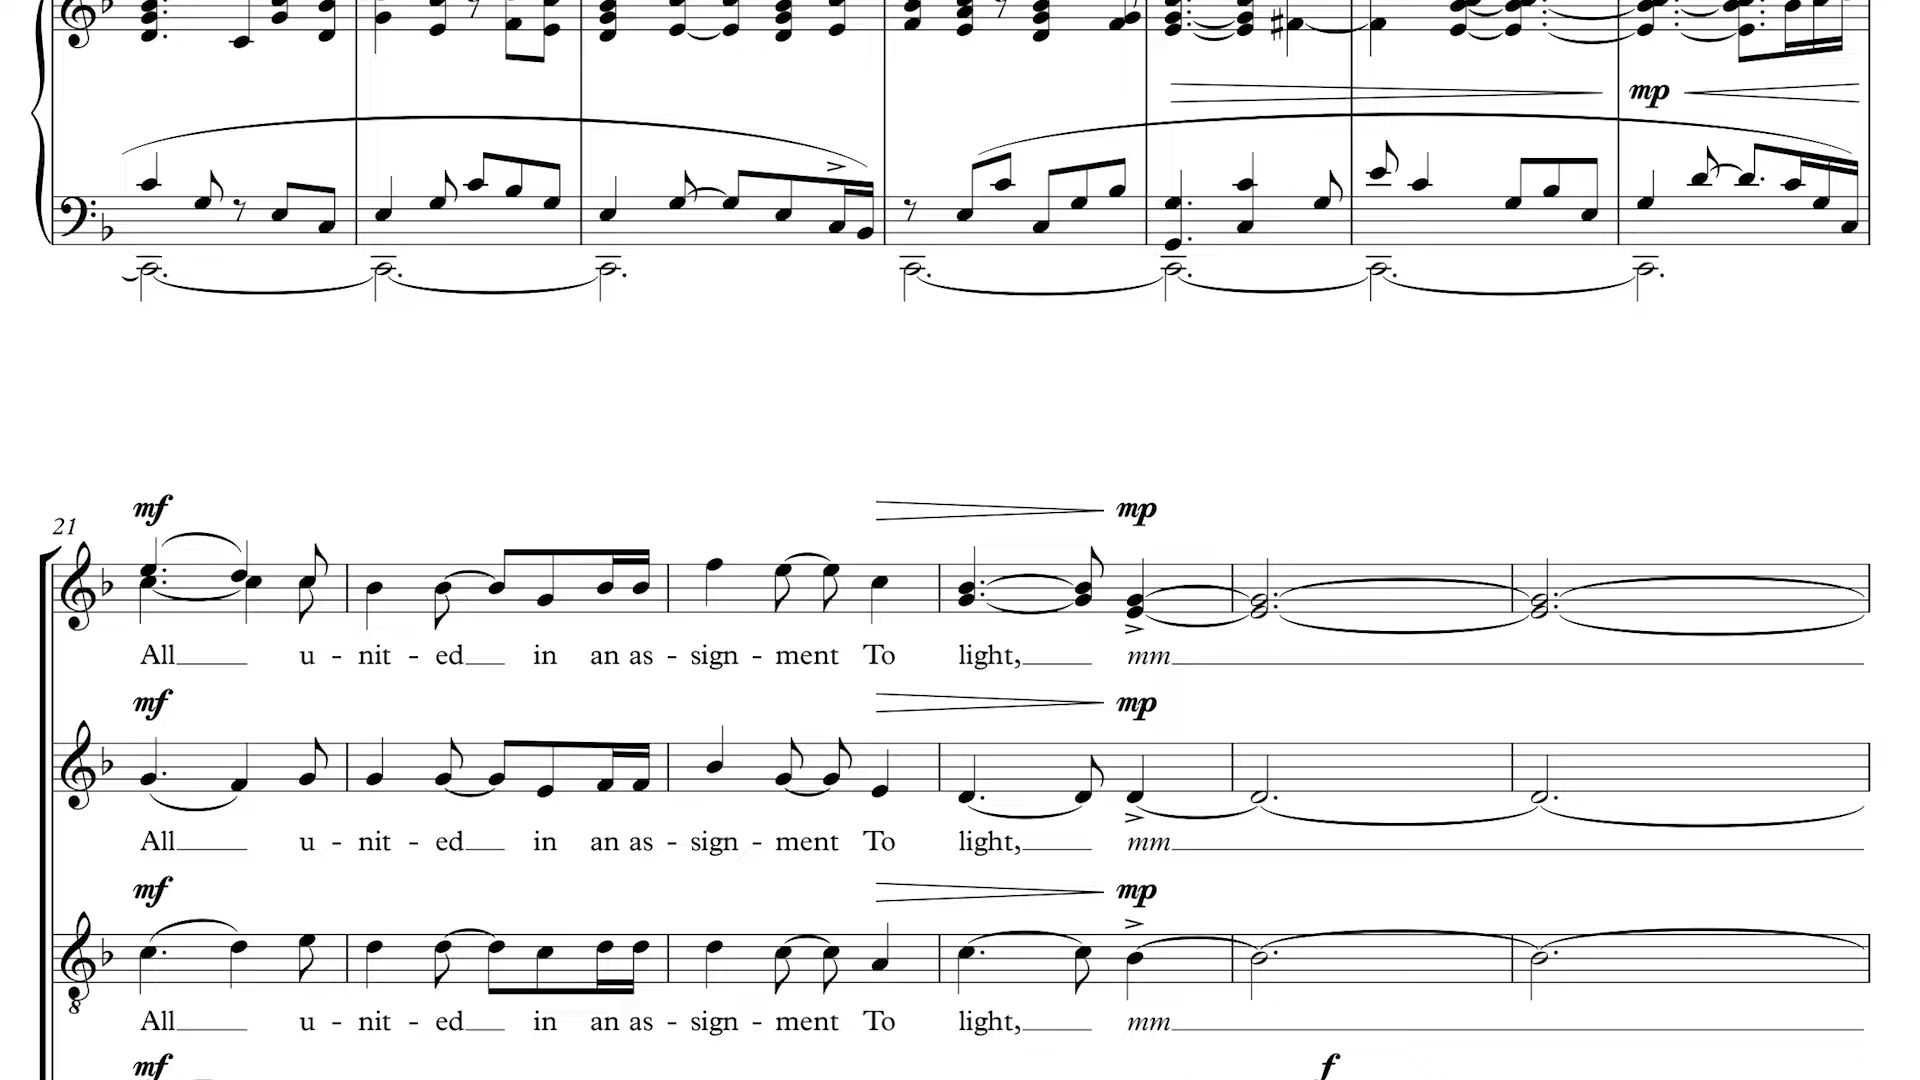 mp
mf
mp
21
All u - nit - ed in an as - sign - ment To light, mm
mf
mp
All u - nit - ed in an as - sign - ment To light, mm
mf
mp
8
All u - nit - ed in an as - sign - ment To light, mm
mf
f